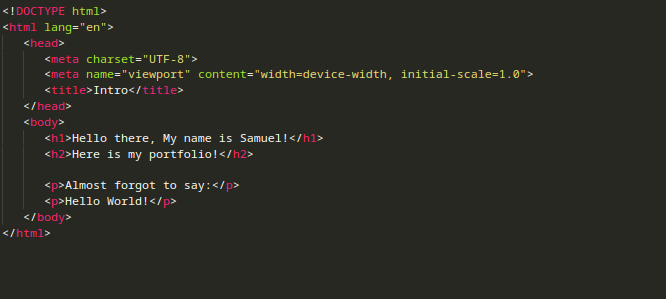 <!DOCTYPE html>
<html lang="en">
<head>
<meta charset="UTF-8">
<meta name="viewport" content="width=device-width, initial-scale=1.0">
<title>Intro</title>
</head>
<body>
<h1>Hello there, My name is Samuel!</h1>
<h2>Here is my portfolio!</h2>
<p>Almost forgot to say:</p>
<p>Hello World!</p>
</body>
</html>